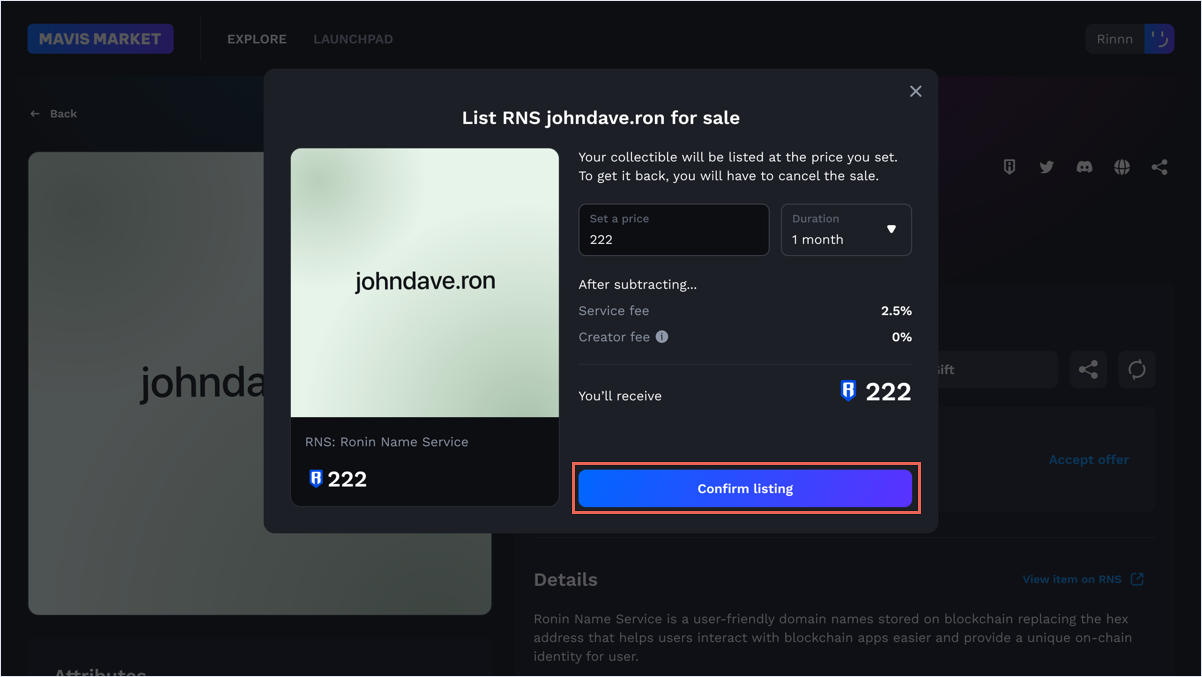 MAVIS MARKET
EXPLORE
LAUNCHPAD
Rinnn
Back
List RNS johndave.ron for sale
johndave.ron
RNS: Ronin Name Service
222
Your collectible will be listed at the price you set.
To get it back, you will have to cancel the sale.
Set a price
222
Duration
1 month
After subtracting...
Service fee 2.5%
Creator fee 0%
You'll receive 222
Confirm listing
johnda
ift
Accept offer
Details
View item on RNS
Ronin Name Service is a user-friendly domain names stored on blockchain replacing the hex
address that helps users interact with blockchain apps easier and provide a unique on-chain
identity for user.
Attributes